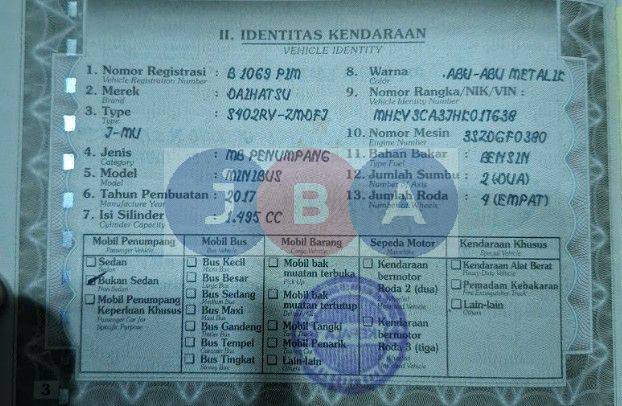 II. IDENTITAS KENDARAAN
VEHICLE IDENTITY
1. Nomor Registrasi : B 1069 PIM
Vehicle Registration Number
2. Merek : DAIHATSU
Brand
3. Type : S402RV-ZMDFJ
Type
J-MU
4. Jenis : MB PENUMPANG
Category
5. Model : MINIBUS
Model
6. Tahun Pembuatan : 2017
Manufacture Year
7. Isi Silinder : 1.495 CC
Cylinder Capacity
8. Warna : ABU-ABU METALIK
Color
9. Nomor Rangka/NIK/VIN :
Vehicle Identity Number
MHKV3CA3JHK017638
10. Nomor Mesin : 3SZDGF0380
Engine Number
11. Bahan Bakar : BENSIN
Type Fuel
12. Jumlah Sumbu : 2 (DUA)
Number of Axis
13. Jumlah Roda : 4 (EMPAT)
Number of Wheels
JBA
Mobil Penumpang
Passenger Vehicle
Sedan
Bukan Sedan
Non Sedan
Mobil Penumpang
Keperluan Khusus
Passenger Car for
Specific Purpose
Mobil Bus
Bus Kecil
Bus Besar
Bus Sedang
Bus Maxi
Bus Gandeng
Bus Tempel
Bus Tingkat
Mobil Barang
Mobil bak
muatan terbuka
Pick Up
Mobil bak
muatan tertutup
Mobil Tangki
Mobil Penarik
Lain-lain
Sepeda Motor
Kendaraan
bermotor
Roda 2 (dua)
Kendaraan
bermotor
Roda 3 (tiga)
Kendaraan Khusus
Special Vehicle
Kendaraan Alat Berat
Heavy-Duty Vehicle
Pemadam Kebakaran
Lain-lain
Others
3